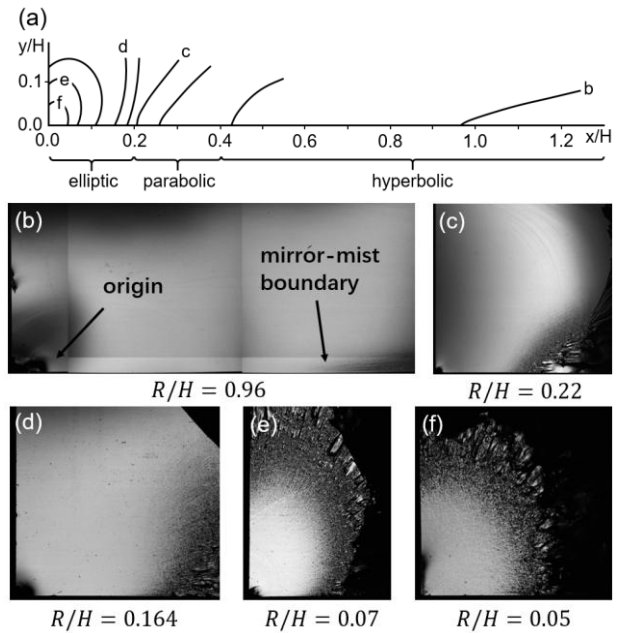 (a)
y/H
0.1
0.0
d
c
e
f
b
0.0 0.2 0.4 0.6 0.8 1.0 1.2 x/H
elliptic parabolic hyperbolic
(b)
origin
mirror-mist
boundary
R/H = 0.96
(c)
R/H = 0.22
(d)
R/H = 0.164
(e)
R/H = 0.07
(f)
R/H = 0.05